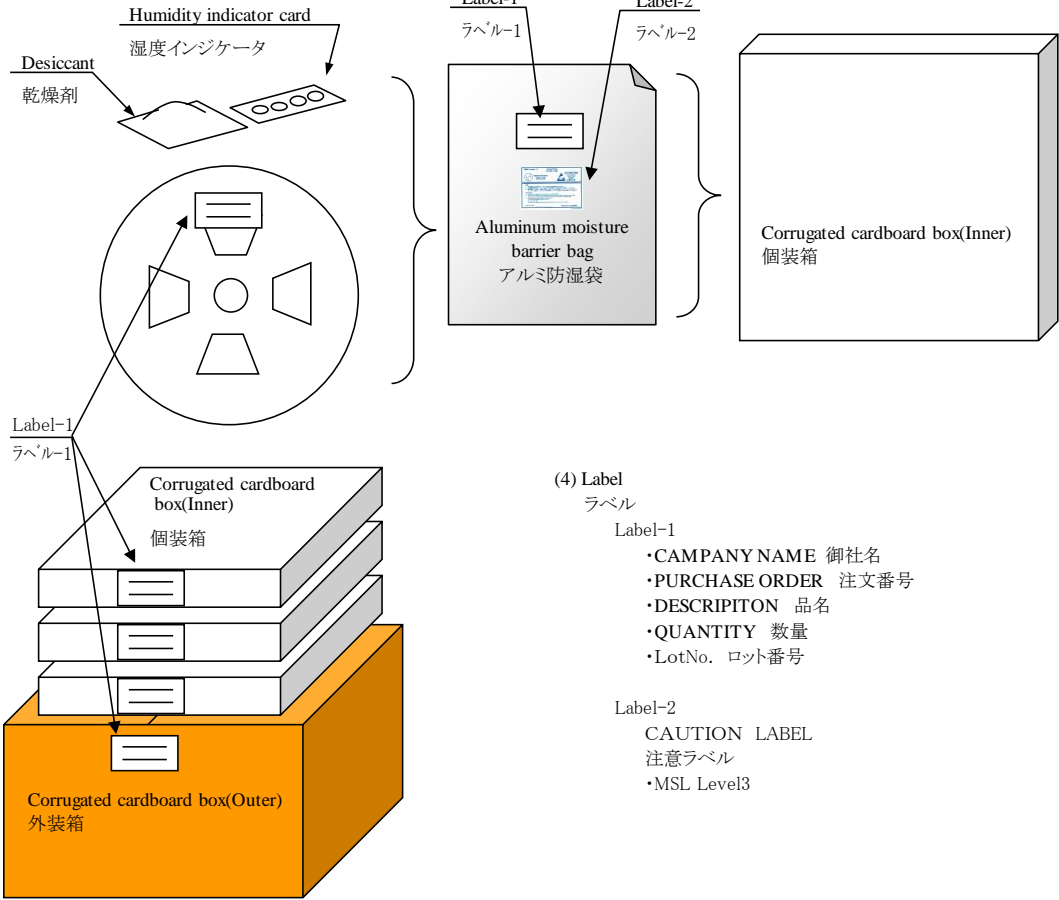 Humidity indicator card
湿度インジケータ
Desiccant
乾燥剤
Label-1
ラベル-1
Label-2
ラベル-2
Aluminum moisture
barrier bag
アルミ防湿袋
Corrugated cardboard box(Inner)
個装箱
Label-1
ラベル-1
Corrugated cardboard
box(Inner)
個装箱
Corrugated cardboard box(Outer)
外装箱
(4) Label
ラベル
Label-1
・CAMPANY NAME 御社名
・PURCHASE ORDER 注文番号
・DESCRIPITON 品名
・QUANTITY 数量
・LotNo. ロット番号
Label-2
CAUTION LABEL
注意ラベル
・MSL Level3